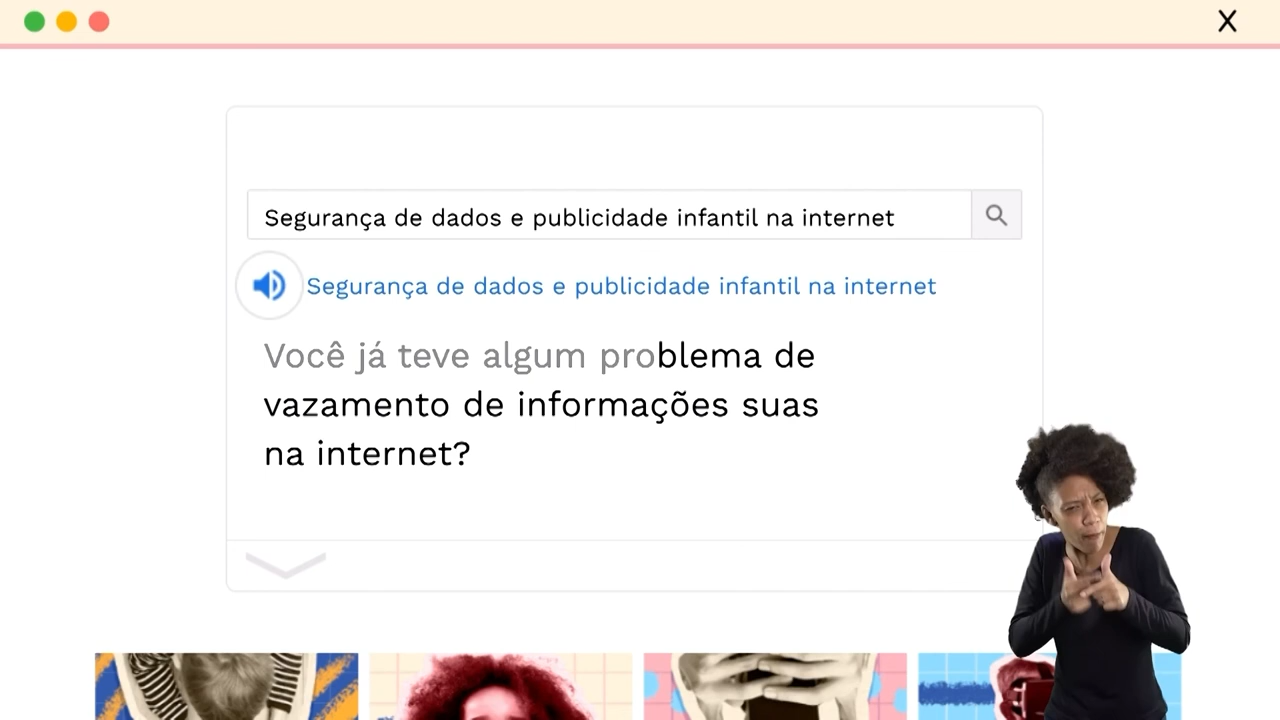 X
Segurança de dados e publicidade infantil na internet
Segurança de dados e publicidade infantil na internet
Você já teve algum problema de
vazamento de informações suas
na internet?